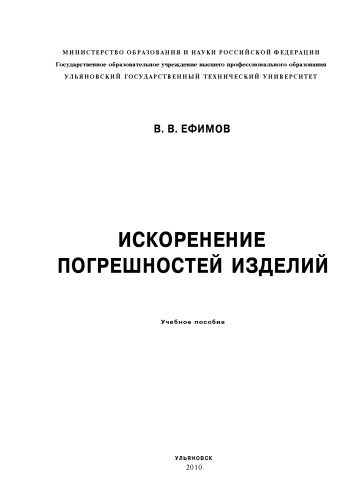 МИНИСТЕРСТВО ОБРАЗОВАНИЯ И НАУКИ РОССИЙСКОЙ ФЕДЕРАЦИИ
Государственное образовательное учреждение высшего профессионального образования
УЛЬЯНОВСКИЙ ГОСУДАРСТВЕННЫЙ ТЕХНИЧЕСКИЙ УНИВЕРСИТЕТ
В. В. ЕФИМОВ
ИСКОРЕНЕНИЕ
ПОГРЕШНОСТЕЙ ИЗДЕЛИЙ
Учебное пособие
УЛЬЯНОВСК
2010